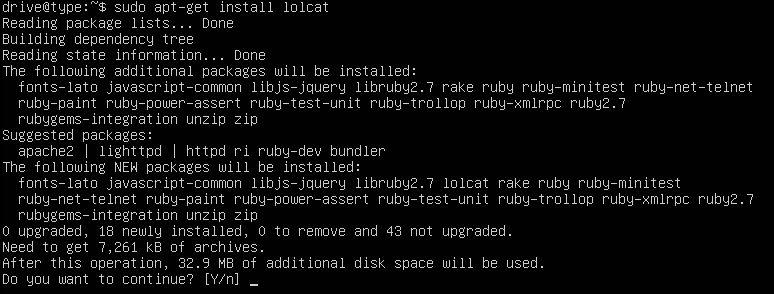 drive@type:~$ sudo apt-get install lolcat
Reading package lists... Done
Building dependency tree
Reading state information... Done
The following additional packages will be installed:
  fonts-lato javascript-common libjs-jquery libruby2.7 rake ruby ruby-minitest ruby-net-telnet
  ruby-paint ruby-power-assert ruby-test-unit ruby-trollop ruby-xmlrpc ruby2.7
  rubygems-integration unzip zip
Suggested packages:
  apache2 | lighttpd | httpd ri ruby-dev bundler
The following NEW packages will be installed:
  fonts-lato javascript-common libjs-jquery libruby2.7 lolcat rake ruby ruby-minitest
  ruby-net-telnet ruby-paint ruby-power-assert ruby-test-unit ruby-trollop ruby-xmlrpc ruby2.7
  rubygems-integration unzip zip
0 upgraded, 18 newly installed, 0 to remove and 43 not upgraded.
Need to get 7,261 kB of archives.
After this operation, 32.9 MB of additional disk space will be used.
Do you want to continue? [Y/n] _